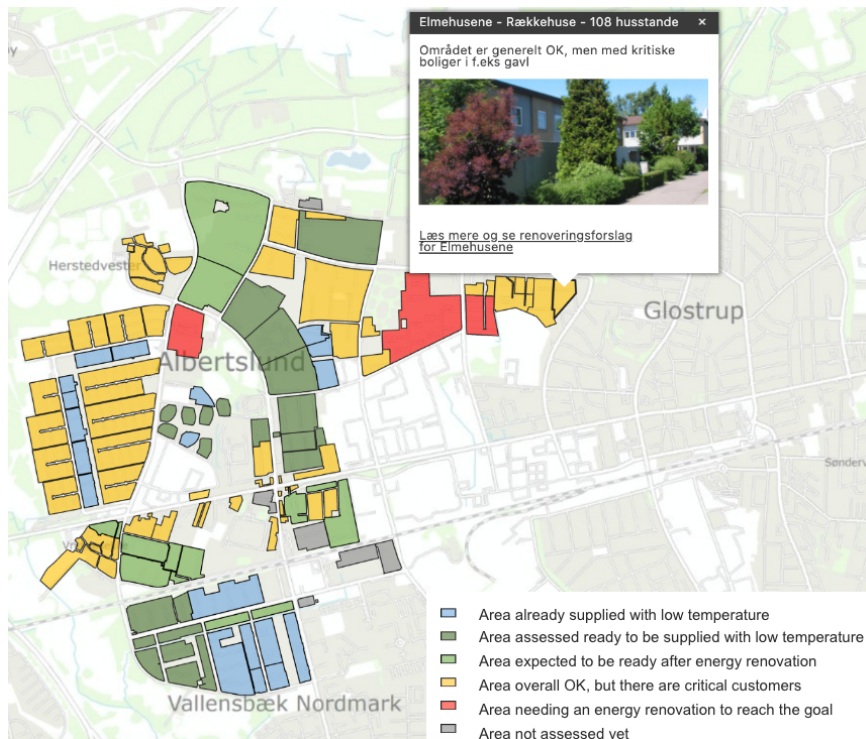 Elmehusene - Rækkehuse - 108 husstande ×
Området er generelt OK, men med kritiske
boliger i f.eks gavl
Læs mere og se renoveringsforslag
for Elmehusene
Herstedvester
Glostrup
Albertslund
Vallensbæk Nordmark
Area already supplied with low temperature
Area assessed ready to be supplied with low temperature
Area expected to be ready after energy renovation
Area overall OK, but there are critical customers
Area needing an energy renovation to reach the goal
Area not assessed yet